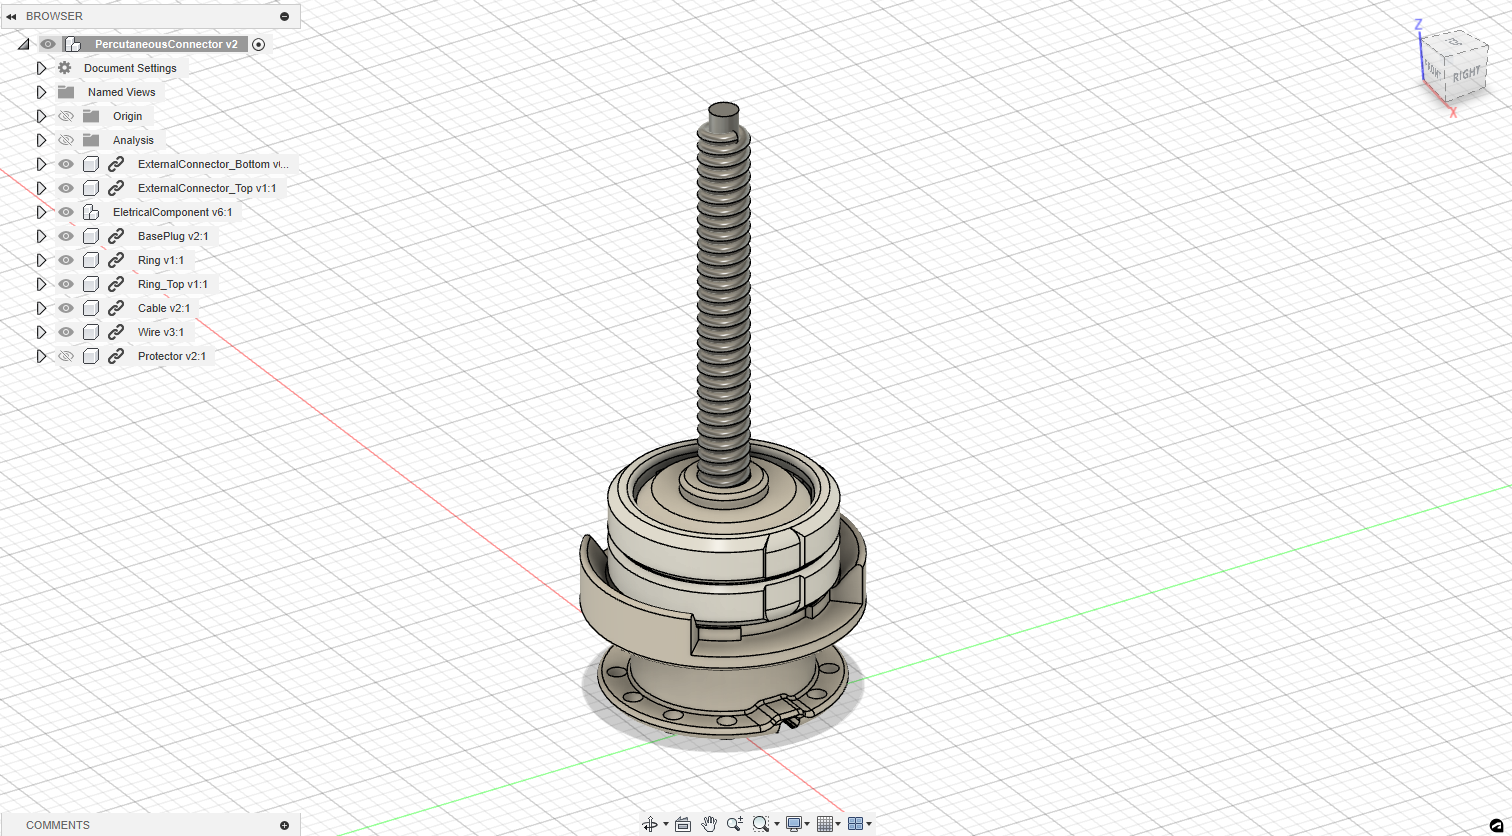 BROWSER
PercutaneousConnector v2
Document Settings
Named Views
Origin
Analysis
ExternalConnector_Bottom v(...
ExternalConnector_Top v1:1
EletricalComponent v6:1
BasePlug v2:1
Ring v1:1
Ring_Top v1:1
Cable v2:1
Wire v3:1
Protector v2:1
Z
FRONT
RIGHT
X
COMMENTS